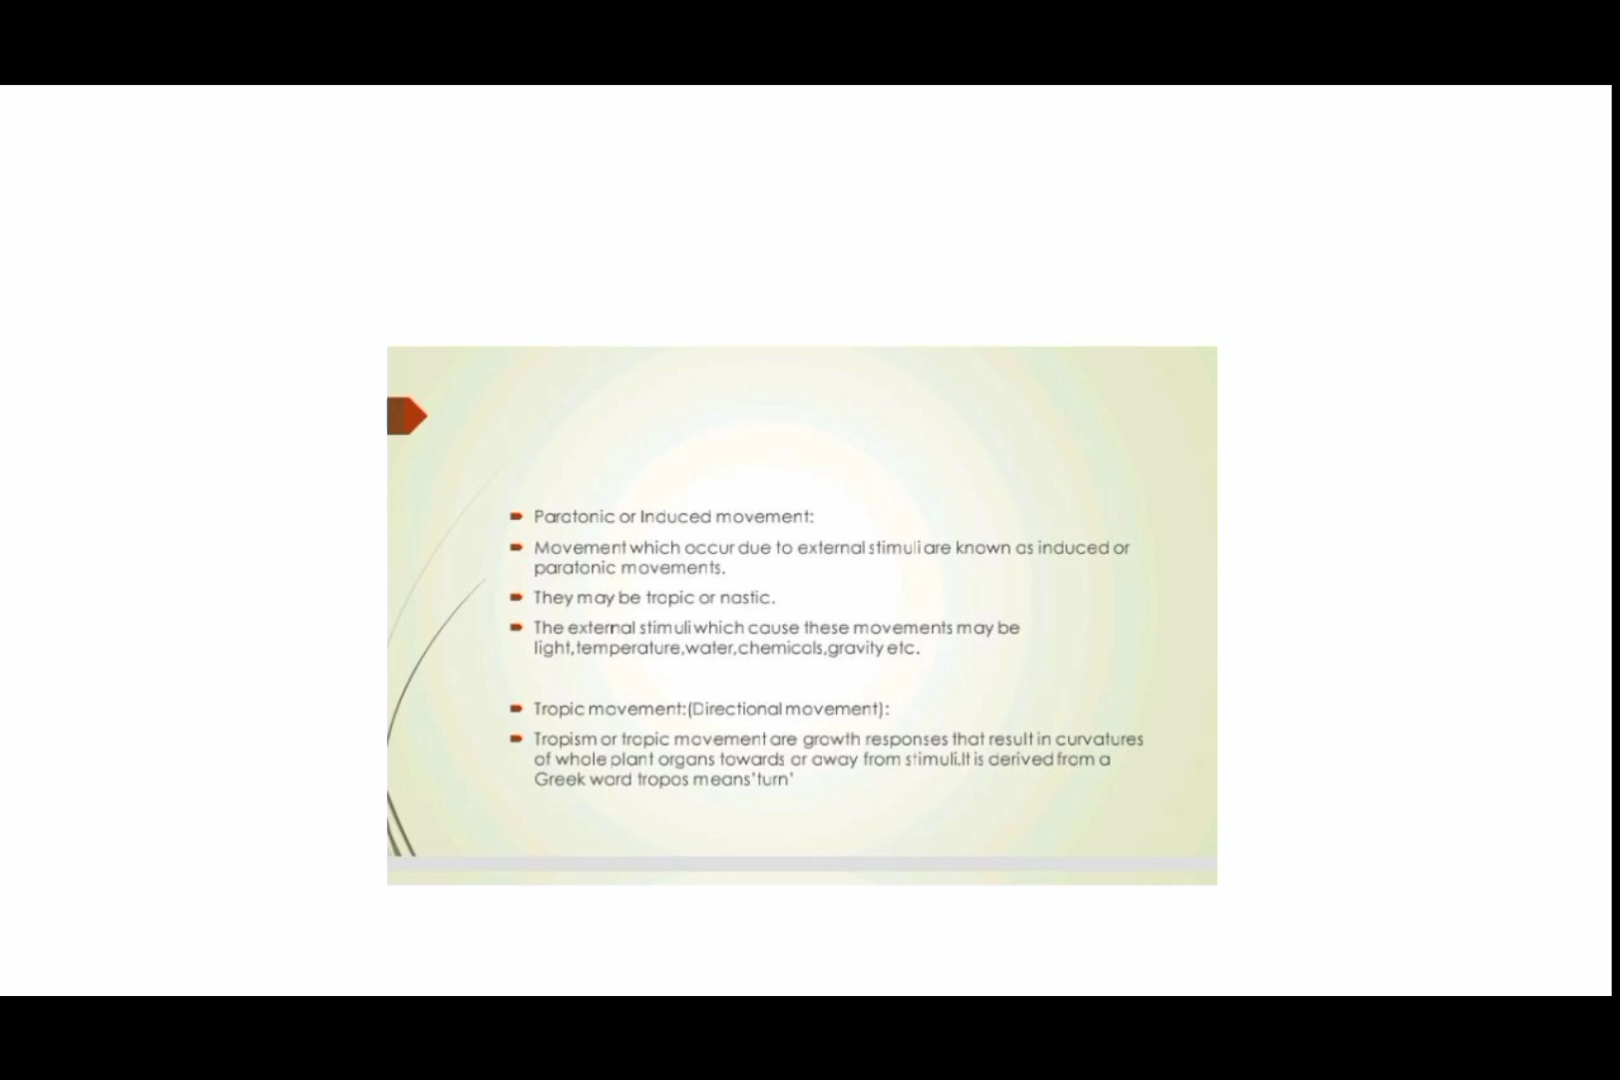 Paratonic or Induced movement:
Movement which occur due to external stimuli are known as induced or
paratonic movements.
They may be tropic or nastic.
The external stimuli which cause these movements may be
light,temperature,water,chemicals,gravity etc.
Tropic movement:(Directional movement):
Tropism or tropic movement are growth responses that result in curvatures
of whole plant organs towards or away from stimuli.It is derived from a
Greek word tropos means'turn'